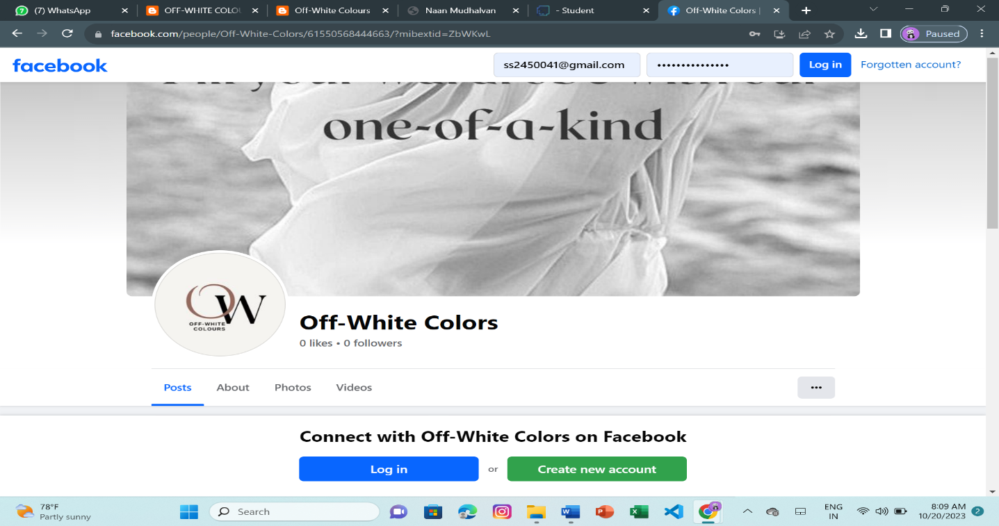 (7) WhatsApp
OFF-WHITE COLOU
Off-White Colours
Naan Mudhalvan
- Student
Off-White Colors |
facebook.com/people/Off-White-Colors/61550568444663/?mibextid=ZbWKwL
Paused
facebook
ss2450041@gmail.com
•••••••••••••••
Log in
Forgotten account?
your wardrobe with our
one-of-a-kind
OW
OFF-WHITE
COLOURS
Off-White Colors
0 likes • 0 followers
Posts
About
Photos
Videos
Connect with Off-White Colors on Facebook
Log in
or
Create new account
78°F
Partly sunny
Search
ENG
IN
8:09 AM
10/20/2023
2